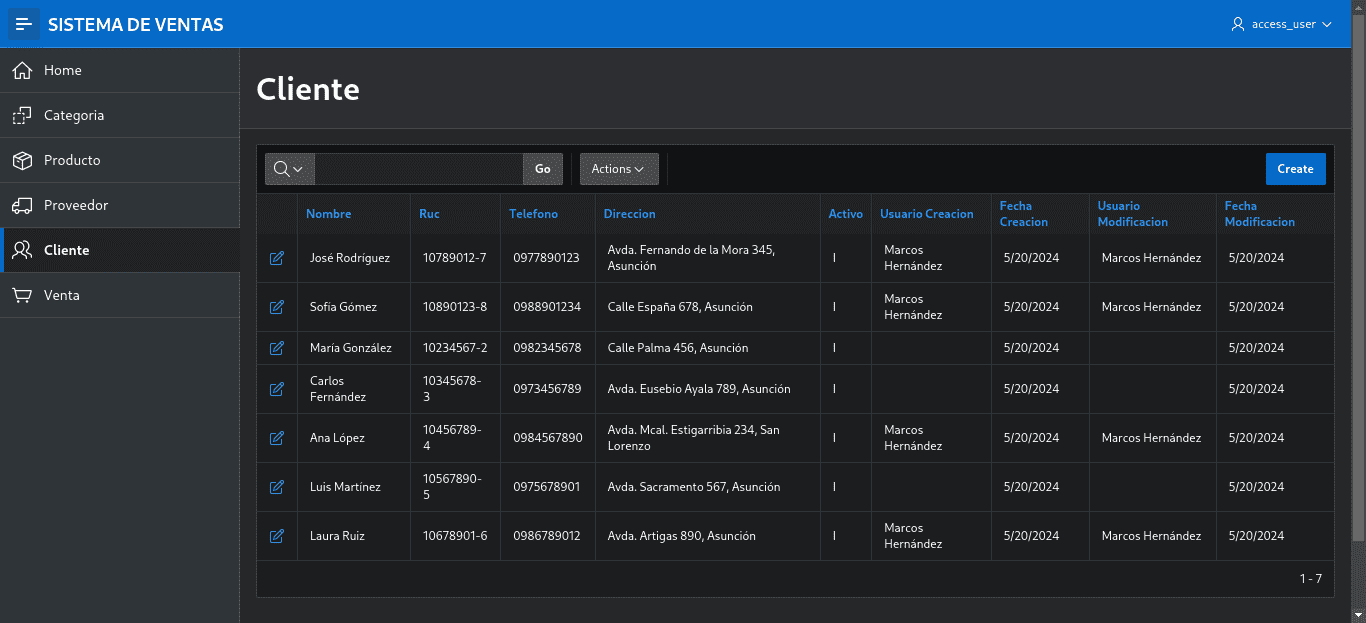 SISTEMA DE VENTAS
access_user
Home
Categoria
Producto
Proveedor
Cliente
Venta
Cliente
Go
Actions
Create
Nombre Ruc Telefono Direccion Activo Usuario Creacion Fecha Creacion Usuario Modificacion Fecha Modificacion
José Rodríguez 10789012-7 0977890123 Avda. Fernando de la Mora 345, Asunción I Marcos Hernández 5/20/2024 Marcos Hernández 5/20/2024
Sofía Gómez 10890123-8 0988901234 Calle España 678, Asunción I Marcos Hernández 5/20/2024 Marcos Hernández 5/20/2024
María González 10234567-2 0982345678 Calle Palma 456, Asunción I 5/20/2024 5/20/2024
Carlos Fernández 10345678-3 0973456789 Avda. Eusebio Ayala 789, Asunción I 5/20/2024 5/20/2024
Ana López 10456789-4 0984567890 Avda. Mcal. Estigarribia 234, San Lorenzo I Marcos Hernández 5/20/2024 Marcos Hernández 5/20/2024
Luis Martínez 10567890-5 0975678901 Avda. Sacramento 567, Asunción I 5/20/2024 5/20/2024
Laura Ruiz 10678901-6 0986789012 Avda. Artigas 890, Asunción I Marcos Hernández 5/20/2024 Marcos Hernández 5/20/2024
1 - 7